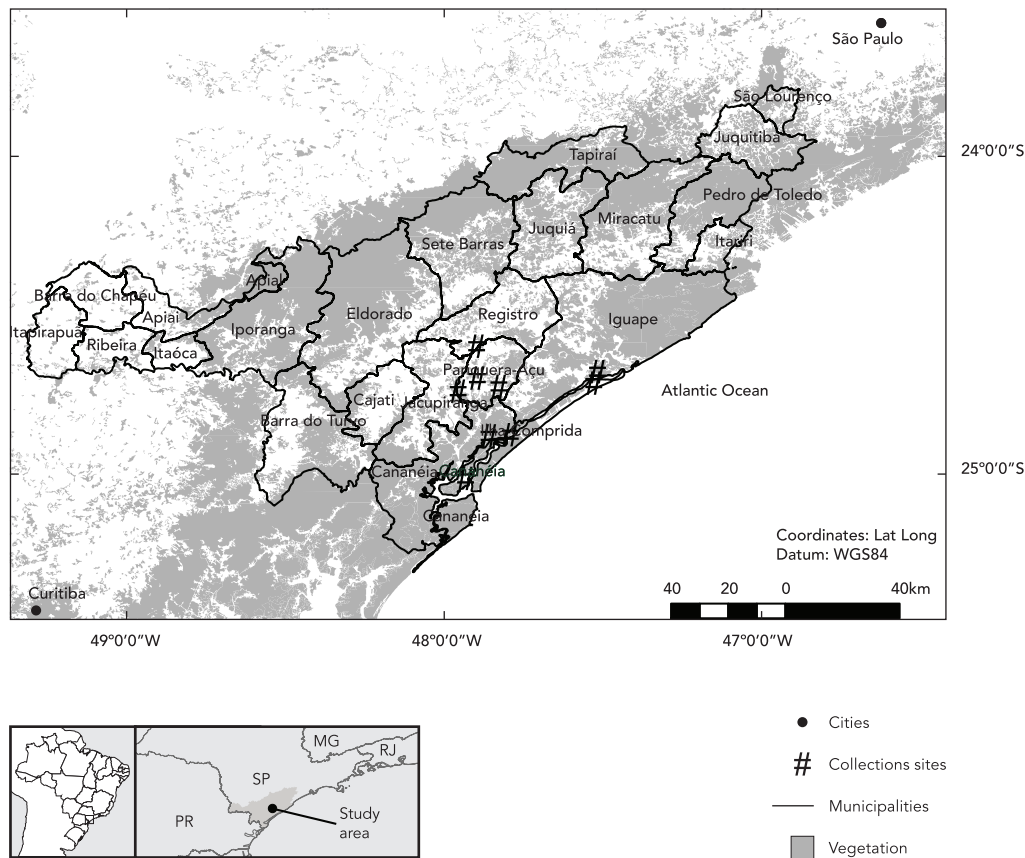 São Paulo
São Lourenço
Juquitiba
24°0'0"S
Tapiraí
Pedro de Toledo
Miracatu
Juquiá
Sete Barras
Itariri
Apiaí
Barra do Chapéu
Apiai
Eldorado
Registro
Iguape
Itapirapuã
Iporanga
Ribeira
Itaóca
Pariquera-Açu
Atlantic Ocean
Cajati
Jacupiranga
Barra do Turvo
Ilha Comprida
Cananéia
Cananéia
25°0'0"S
Cananéia
Coordinates: Lat Long
Datum: WGS84
Curitiba
40 20 0 40km
49°0'0"W
48°0'0"W
47°0'0"W
MG
RJ
SP
PR
Study
area
Cities
# Collections sites
Municipalities
Vegetation